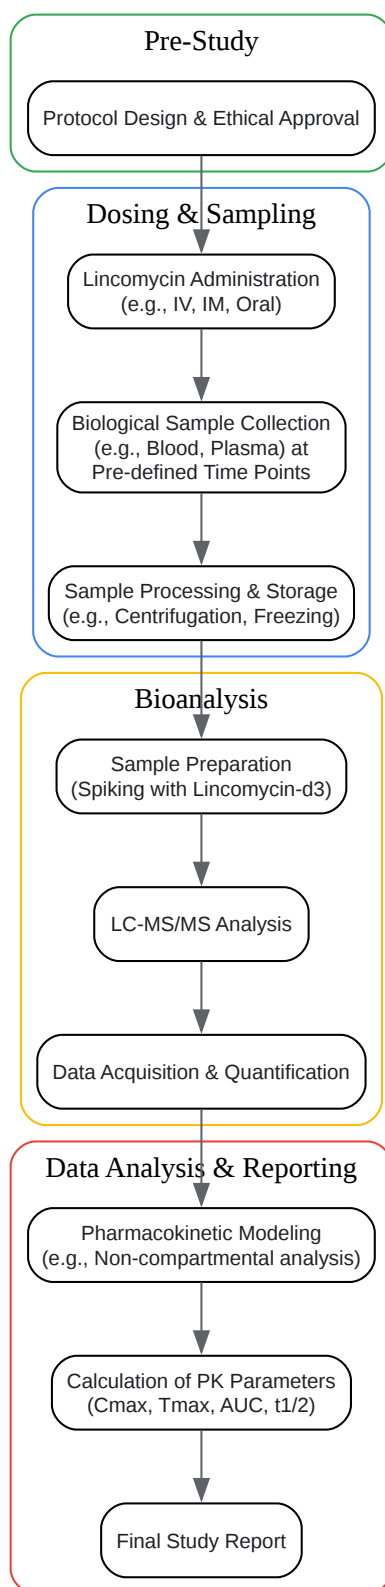 Pre-Study
Protocol Design & Ethical Approval
Dosing & Sampling
Lincomycin Administration
(e.g., IV, IM, Oral)
Biological Sample Collection
(e.g., Blood, Plasma) at
Pre-defined Time Points
Sample Processing & Storage
(e.g., Centrifugation, Freezing)
Bioanalysis
Sample Preparation
(Spiking with Lincomycin-d3)
LC-MS/MS Analysis
Data Acquisition & Quantification
Data Analysis & Reporting
Pharmacokinetic Modeling
(e.g., Non-compartmental analysis)
Calculation of PK Parameters
(Cmax, Tmax, AUC, t1/2)
Final Study Report